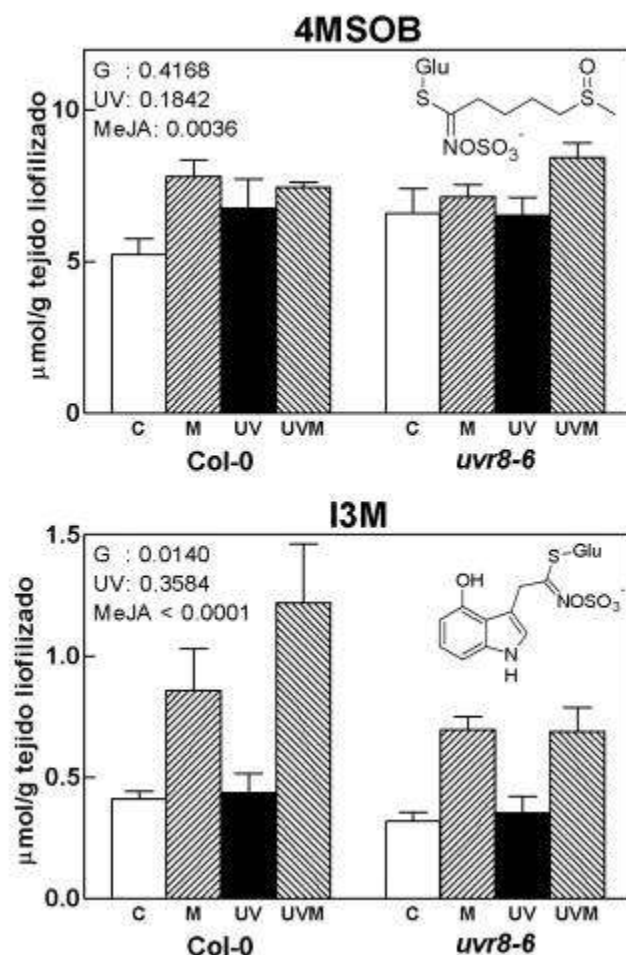 4MSOB
G : 0.4168
UV: 0.1842
MeJA: 0.0036
Glu
S
O
S
NOSO₃⁻
μmol/g tejido liofilizado
10
5
0
C M UV UVM C M UV UVM
Col-0 uvr8-6
I3M
G : 0.0140
UV: 0.3584
MeJA < 0.0001
OH
S-Glu
NOSO₃⁻
N
H
μmol/g tejido liofilizado
1.5
1.0
0.5
0.0
C M UV UVM C M UV UVM
Col-0 uvr8-6